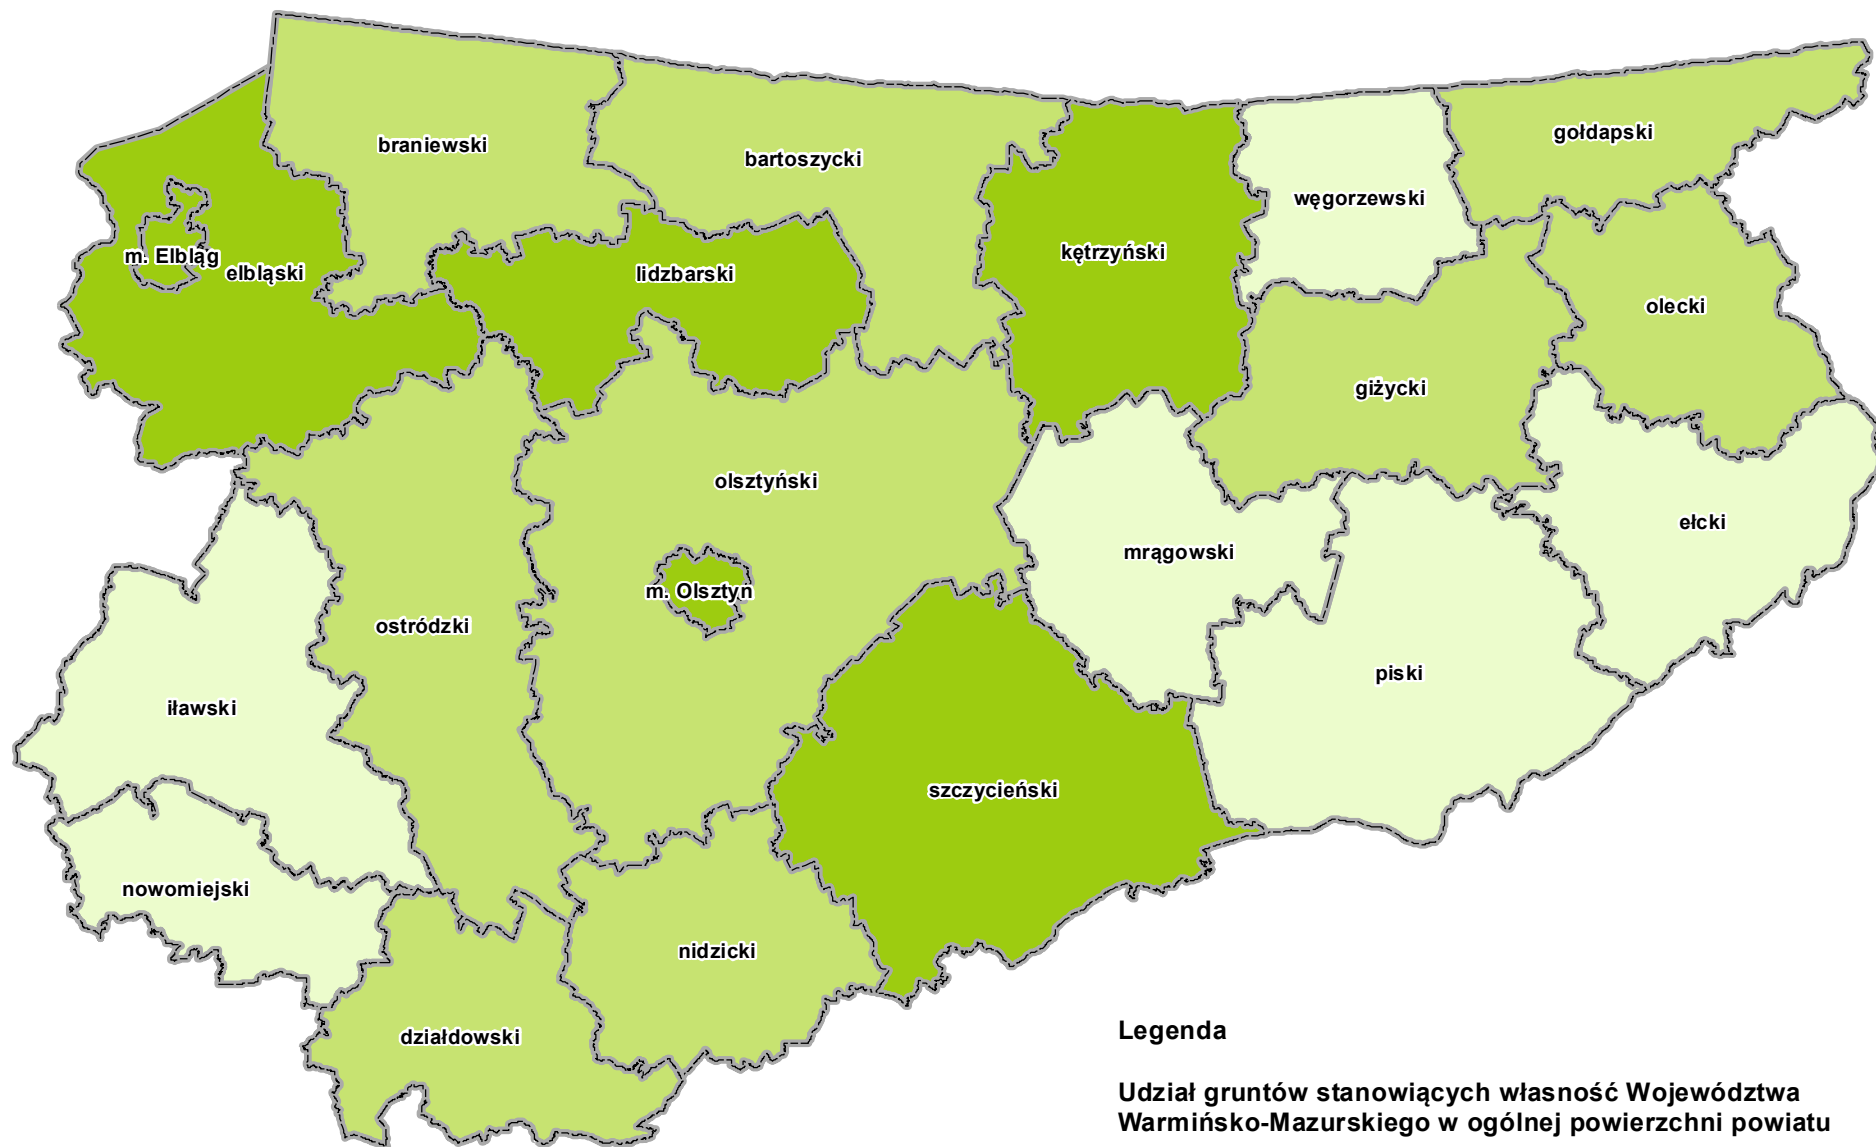 braniewski
bartoszycki
gołdapski
węgorzewski
m. Elbląg
elbląski
lidzbarski
kętrzyński
olecki
giżycki
olsztyński
ełcki
mrągowski
m. Olsztyn
ostródzki
piski
iławski
szczycieński
nowomiejski
nidzicki
działdowski
Legenda
Udział gruntów stanowiących własność Województwa
Warmińsko-Mazurskiego w ogólnej powierzchni powiatu